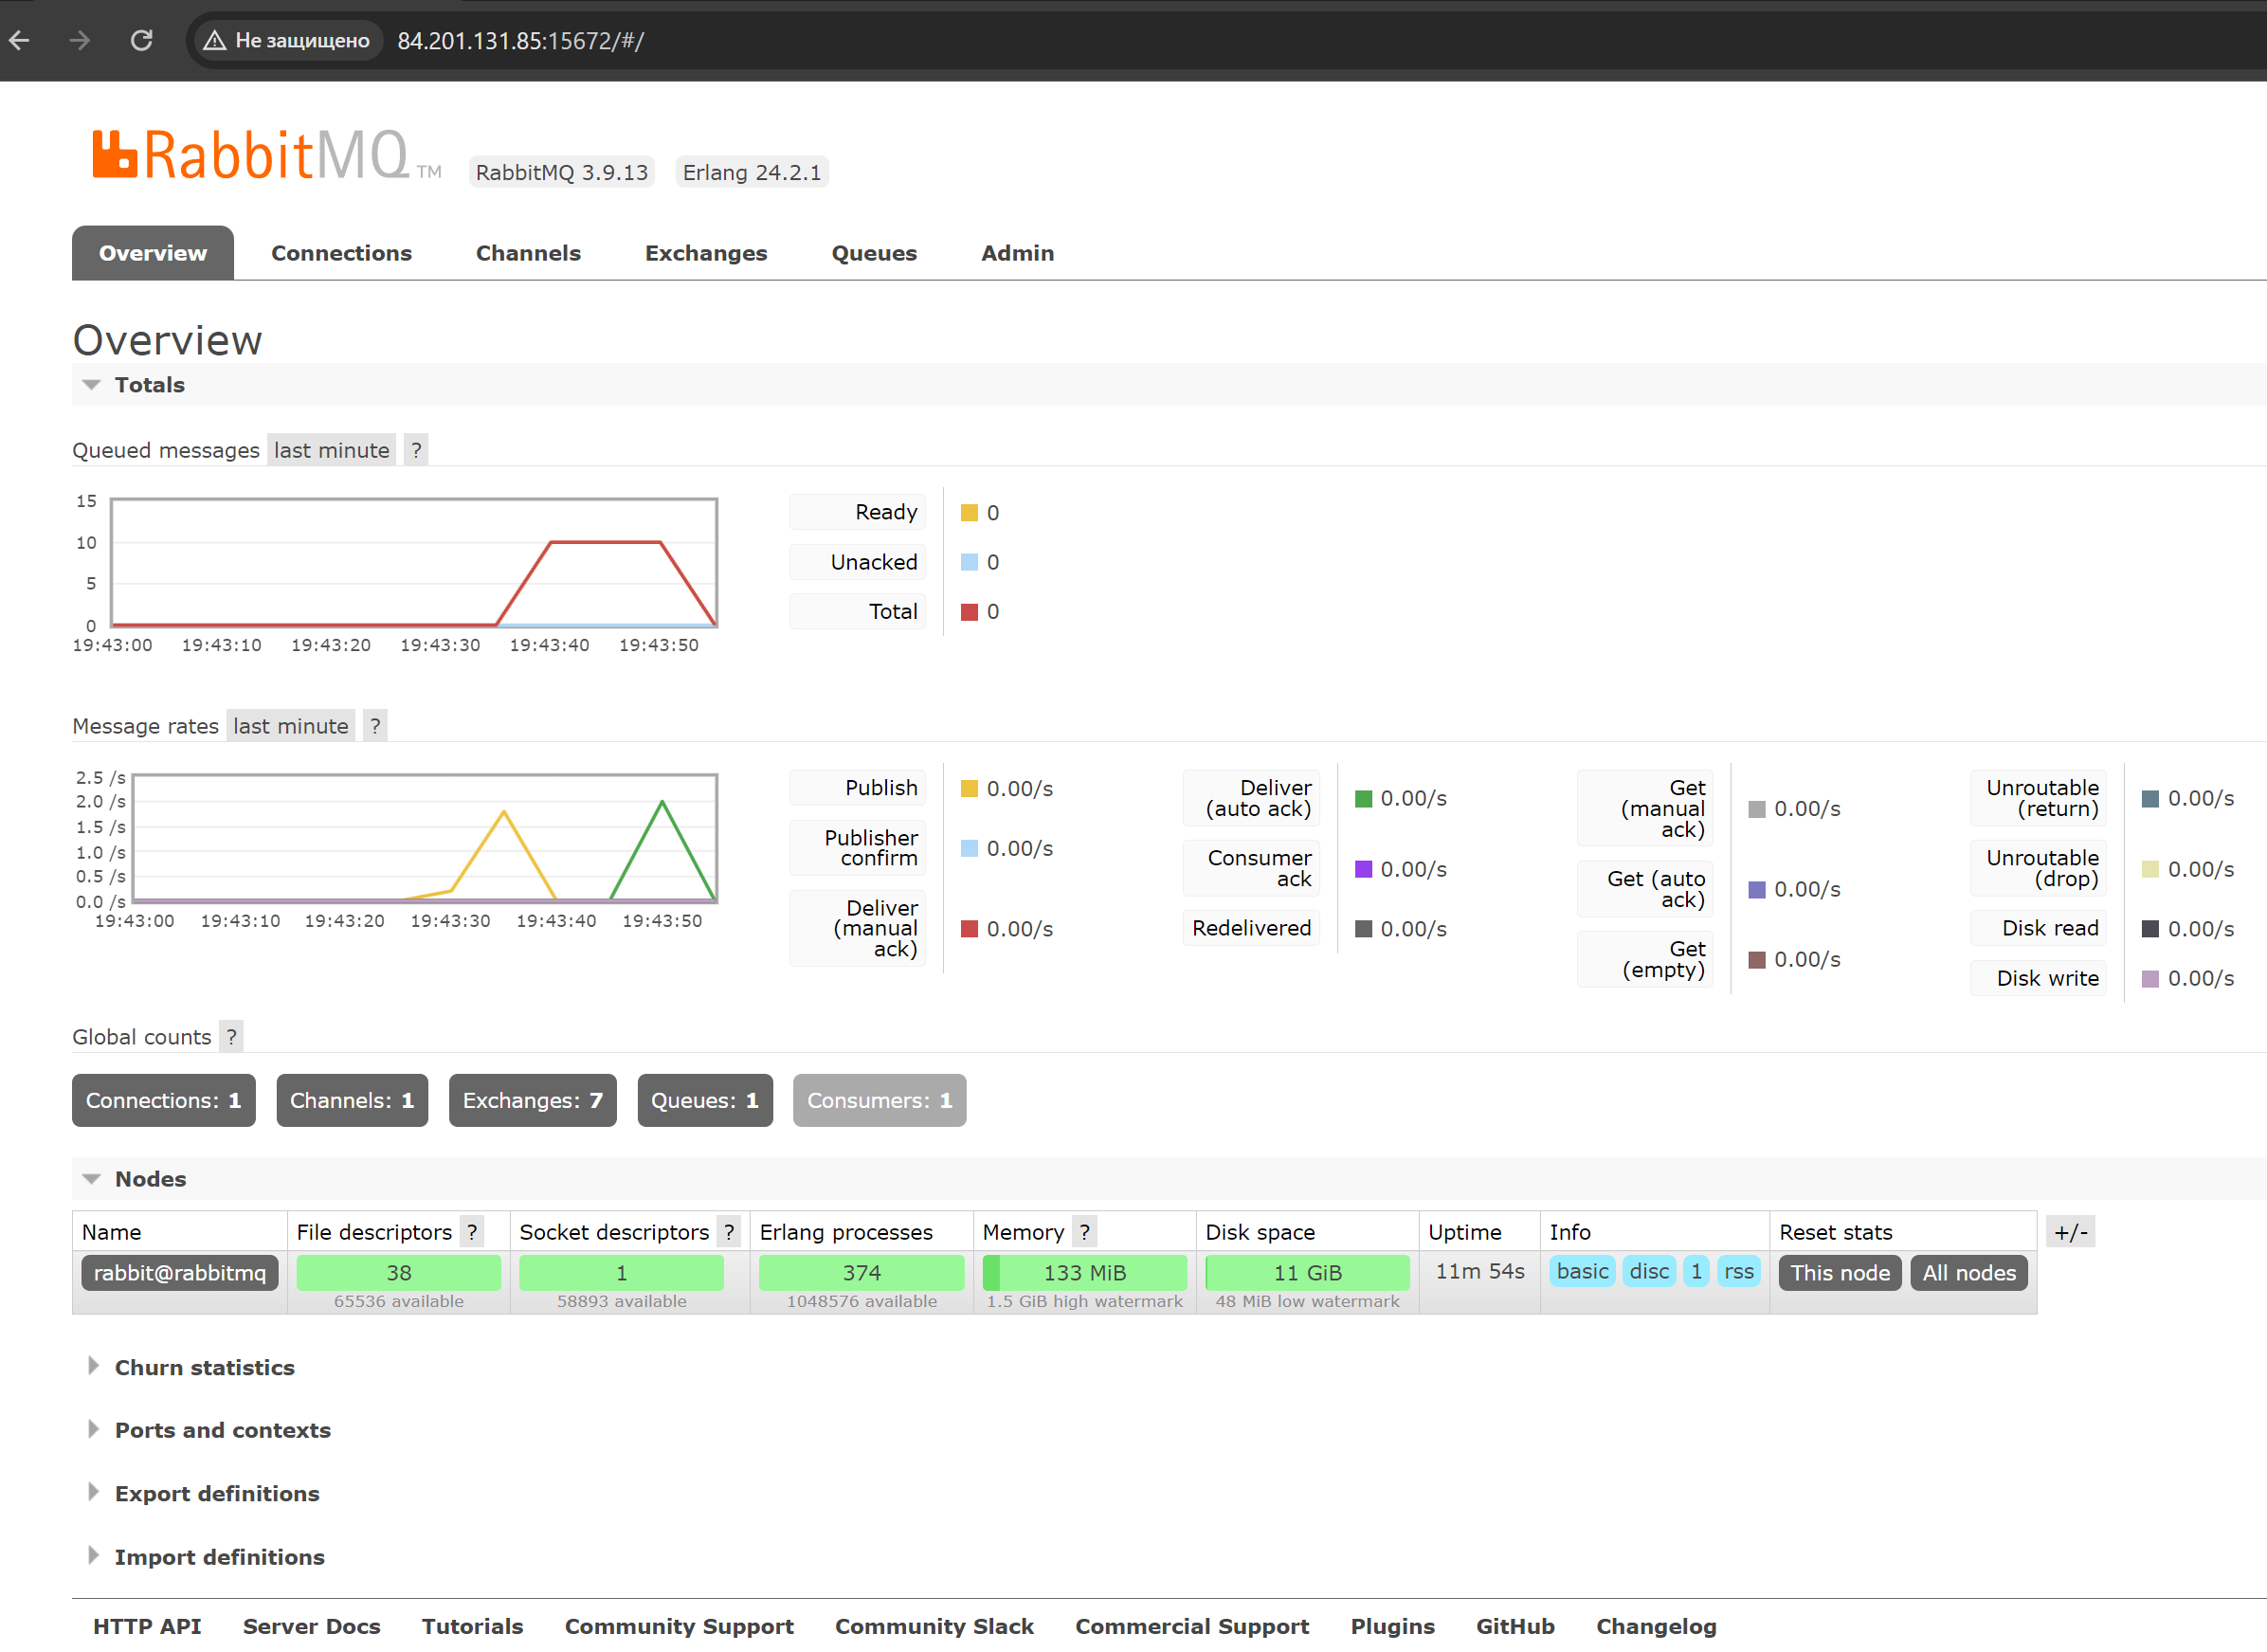 Не защищено 84.201.131.85:15672/#/
RabbitMQ TM RabbitMQ 3.9.13 Erlang 24.2.1
Overview Connections Channels Exchanges Queues Admin
Overview
Totals
Queued messages last minute ?
15
10
5
0
19:43:00 19:43:10 19:43:20 19:43:30 19:43:40 19:43:50
Ready 0
Unacked 0
Total 0
Message rates last minute ?
2.5 /s
2.0 /s
1.5 /s
1.0 /s
0.5 /s
0.0 /s
19:43:00 19:43:10 19:43:20 19:43:30 19:43:40 19:43:50
Publish 0.00/s
Publisher
confirm 0.00/s
Deliver
(manual
ack) 0.00/s
Deliver
(auto ack) 0.00/s
Consumer
ack 0.00/s
Redelivered 0.00/s
Get
(manual
ack) 0.00/s
Get (auto
ack) 0.00/s
Get
(empty) 0.00/s
Unroutable
(return) 0.00/s
Unroutable
(drop) 0.00/s
Disk read 0.00/s
Disk write 0.00/s
Global counts ?
Connections: 1 Channels: 1 Exchanges: 7 Queues: 1 Consumers: 1
Nodes
Name File descriptors ? Socket descriptors ? Erlang processes Memory ? Disk space Uptime Info Reset stats +/-
rabbit@rabbitmq 38 1 374 133 MiB 11 GiB 11m 54s basic disc 1 rss This node All nodes
65536 available 58893 available 1048576 available 1.5 GiB high watermark 48 MiB low watermark
Churn statistics
Ports and contexts
Export definitions
Import definitions
HTTP API Server Docs Tutorials Community Support Community Slack Commercial Support Plugins GitHub Changelog